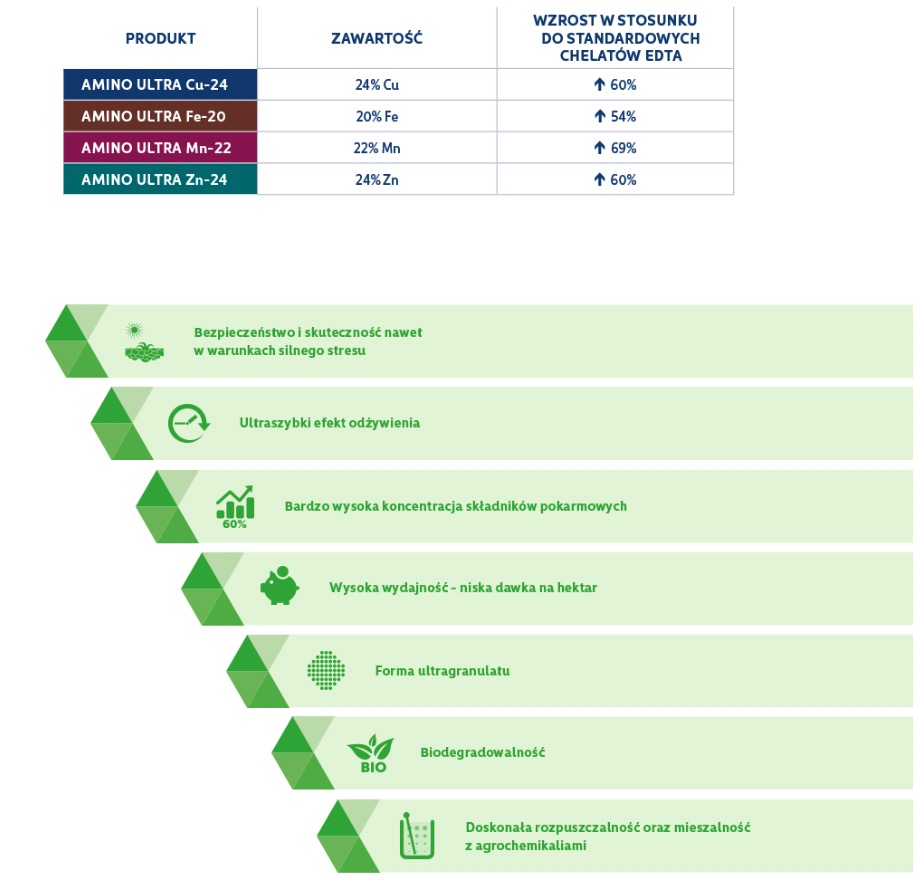 PRODUKT
ZAWARTOŚĆ
WZROST W STOSUNKU
DO STANDARDOWYCH
CHELATÓW EDTA
AMINO ULTRA Cu-24
24% Cu
60%
AMINO ULTRA Fe-20
20% Fe
54%
AMINO ULTRA Mn-22
22% Mn
69%
AMINO ULTRA Zn-24
24% Zn
60%
Bezpieczeństwo i skuteczność nawet
w warunkach silnego stresu
Ultraszybki efekt odżywienia
60%
Bardzo wysoka koncentracja składników pokarmowych
Wysoka wydajność - niska dawka na hektar
Forma ultragranulatu
BIO
Biodegradowalność
Doskonała rozpuszczalność oraz mieszalność
z agrochemikaliami